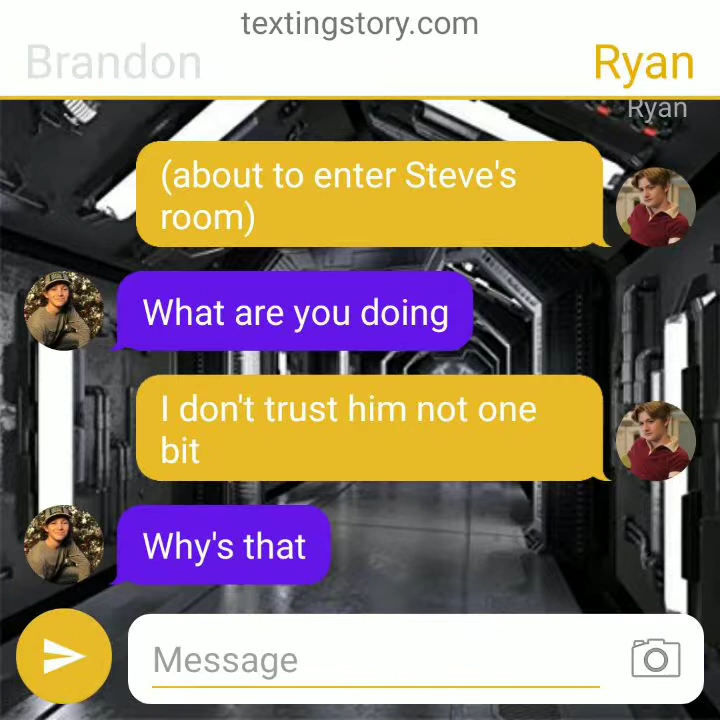 textingstory.com
Brandon
Ryan
Ryan
(about to enter Steve's
room)
What are you doing
I don't trust him not one
bit
Why's that
Message